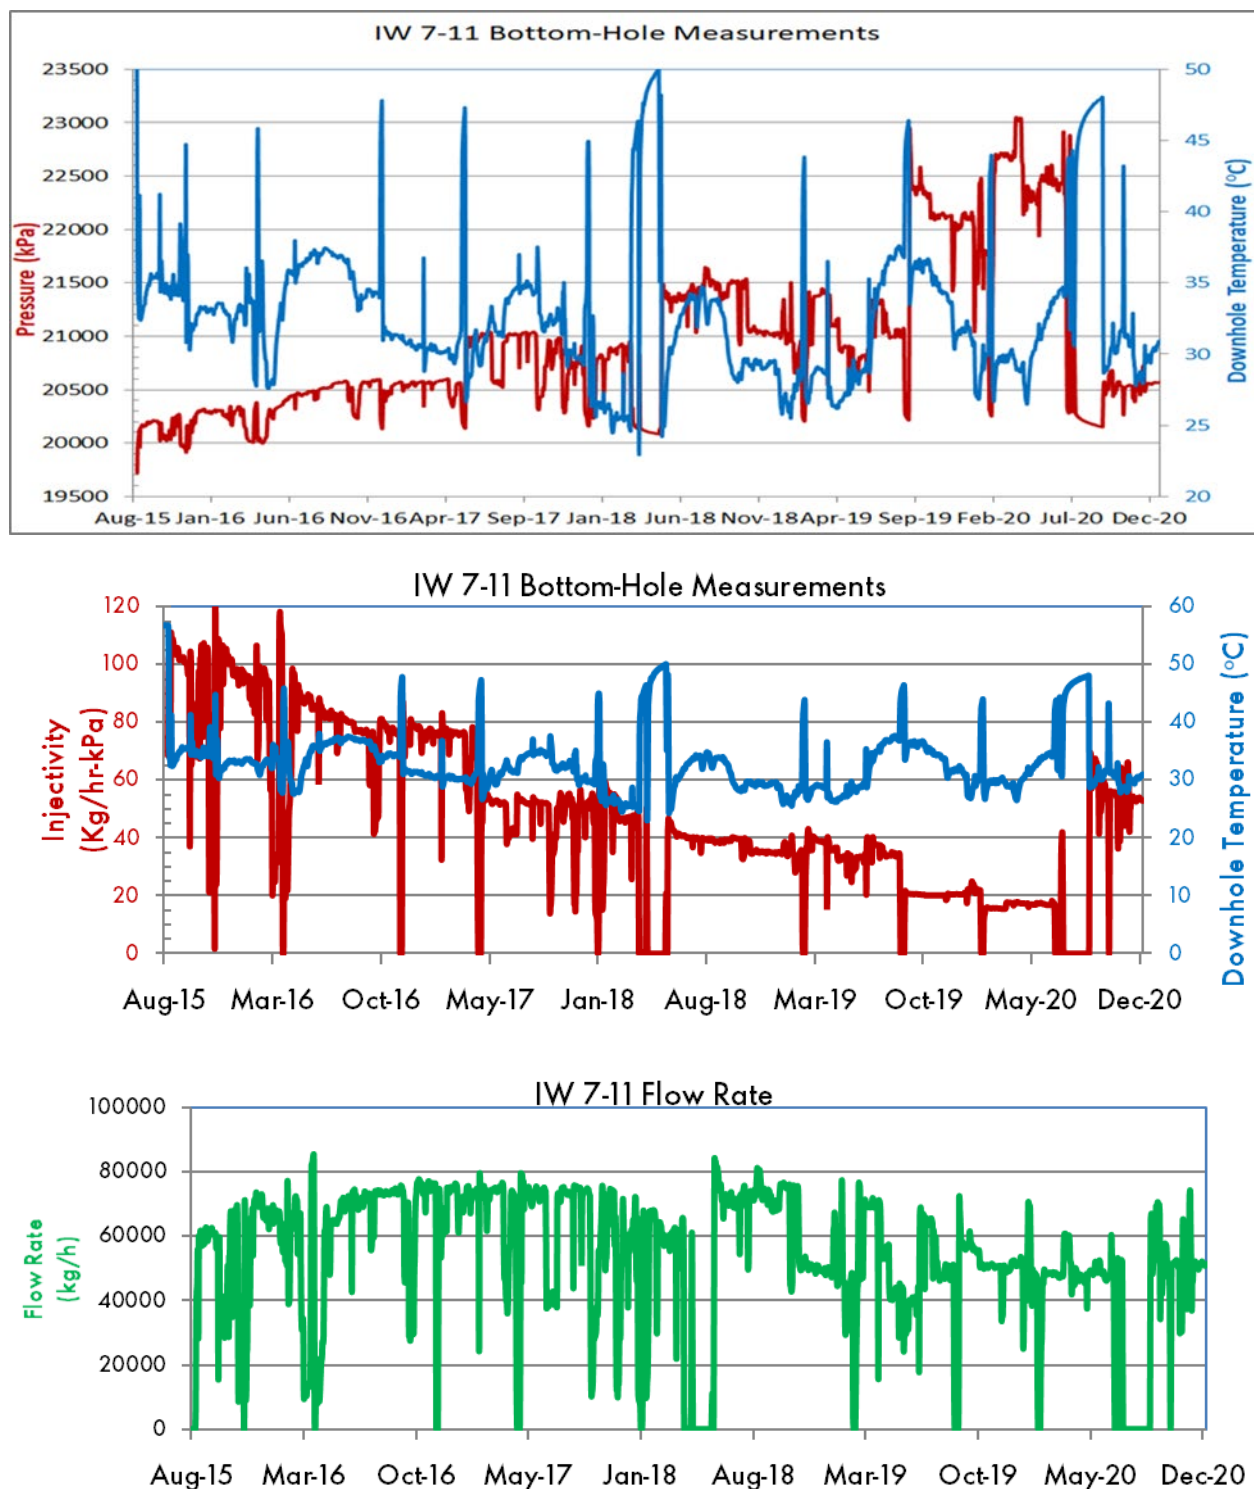 IW 7-11 Bottom-Hole Measurements
23500
23000
22500
22000
21500
21000
20500
20000
19500
Pressure (kPa)
50
45
40
35
30
25
20
Downhole Temperature (°C)
Aug-15 Jan-16 Jun-16 Nov-16 Apr-17 Sep-17 Jan-18 Jun-18 Nov-18 Apr-19 Sep-19 Feb-20 Jul-20 Dec-20
IW 7-11 Bottom-Hole Measurements
120
100
80
60
40
20
0
Injectivity
(Kg/hr-kPa)
60
50
40
30
20
10
0
Downhole Temperature (°C)
Aug-15 Mar-16 Oct-16 May-17 Jan-18 Aug-18 Mar-19 Oct-19 May-20 Dec-20
IW 7-11 Flow Rate
100000
80000
60000
40000
20000
0
Flow Rate
(kg/h)
Aug-15 Mar-16 Oct-16 May-17 Jan-18 Aug-18 Mar-19 Oct-19 May-20 Dec-20